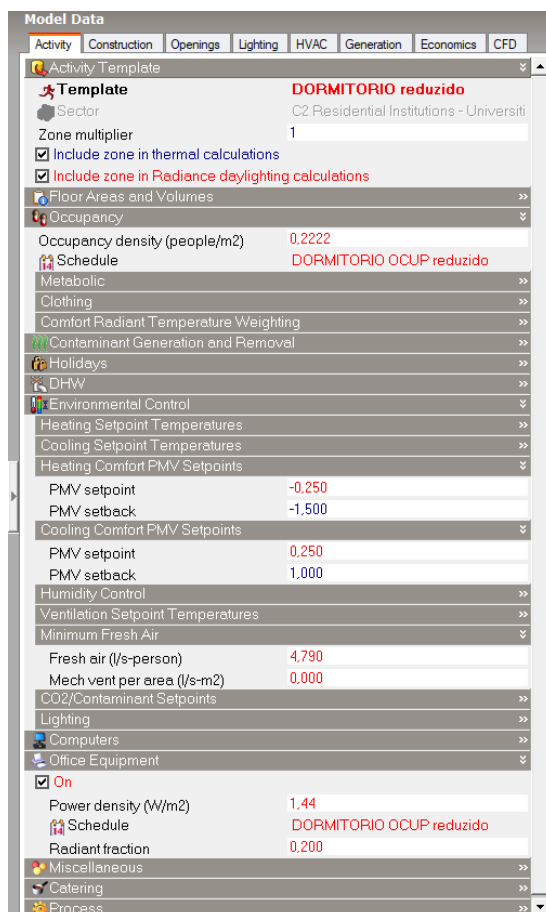 Model Data
Activity Construction Openings Lighting HVAC Generation Economics CFD
Activity Template
Template DORMITORIO reduzido
Sector C2 Residential Institutions - Universiti
Zone multiplier 1
Include zone in thermal calculations
Include zone in Radiance daylighting calculations
Floor Areas and Volumes
Occupancy
Occupancy density (people/m2) 0,2222
14 Schedule DORMITORIO OCUP reduzido
Metabolic
Clothing
Comfort Radiant Temperature Weighting
Contaminant Generation and Removal
Holidays
DHW
Environmental Control
Heating Setpoint Temperatures
Cooling Setpoint Temperatures
Heating Comfort PMV Setpoints
PMV setpoint -0,250
PMV setback -1,500
Cooling Comfort PMV Setpoints
PMV setpoint 0,250
PMV setback 1,000
Humidity Control
Ventilation Setpoint Temperatures
Minimum Fresh Air
Fresh air (l/s-person) 4,790
Mech vent per area (l/s-m2) 0,000
CO2/Contaminant Setpoints
Lighting
Computers
Office Equipment
On
Power density (W/m2) 1,44
14 Schedule DORMITORIO OCUP reduzido
Radiant fraction 0,200
Miscellaneous
Catering
Process